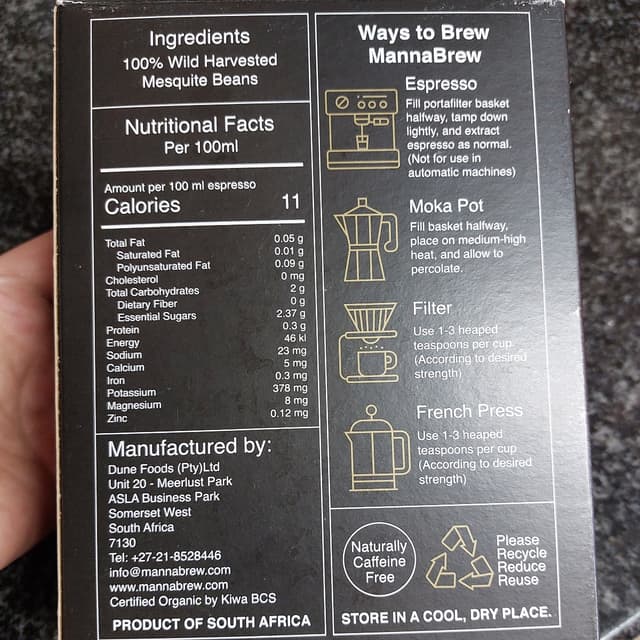 Ingredients
100% Wild Harvested
Mesquite Beans
Nutritional Facts
Per 100ml
Amount per 100 ml espresso
Calories 11
Total Fat 0.05 g
Saturated Fat 0.01 g
Polyunsaturated Fat 0.09 g
Cholesterol 0 mg
Total Carbohydrates 2 g
Dietary Fiber 0 g
Essential Sugars 2.37 g
Protein 0.3 g
Energy 46 kl
Sodium 23 mg
Calcium 5 mg
Iron 0.3 mg
Potassium 378 mg
Magnesium 8 mg
Zinc 0.12 mg
Manufactured by:
Dune Foods (Pty)Ltd
Unit 20 - Meerlust Park
ASLA Business Park
Somerset West
South Africa
7130
Tel: +27-21-8528446
info@mannabrew.com
www.mannabrew.com
Certified Organic by Kiwa BCS
PRODUCT OF SOUTH AFRICA
Ways to Brew
MannaBrew
Espresso
Fill portafilter basket
halfway, tamp down
lightly, and extract
espresso as normal.
(Not for use in
automatic machines)
Moka Pot
Fill basket halfway,
place on medium-high
heat, and allow to
percolate.
Filter
Use 1-3 heaped
teaspoons per cup.
(According to desired
strength)
French Press
Use 1-3 heaped
teaspoons per cup
(According to desired
strength)
Naturally
Caffeine
Free
Please
Recycle
Reduce
Reuse
STORE IN A COOL, DRY PLACE.